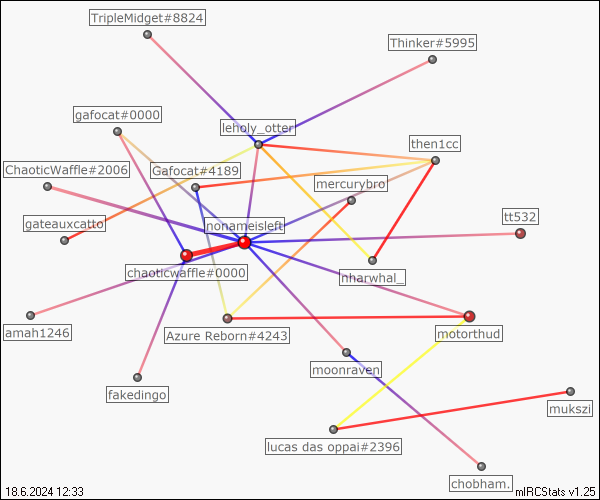 TripleMidget#8824
Thinker#5995
gafocat#0000
leholy_otter
then1cc
ChaoticWaffle#2006
Gafocat#4189
mercurybro
gateauxcatto
nonameisleft
tt532
chaoticwaffle#0000
nharwhal_
amah1246
Azure Reborn#4243
motorthud
fakedingo
moonraven
mukszi
lucas das oppai#2396
chobham.
18.6.2024 12:33
mIRCStats v1.25